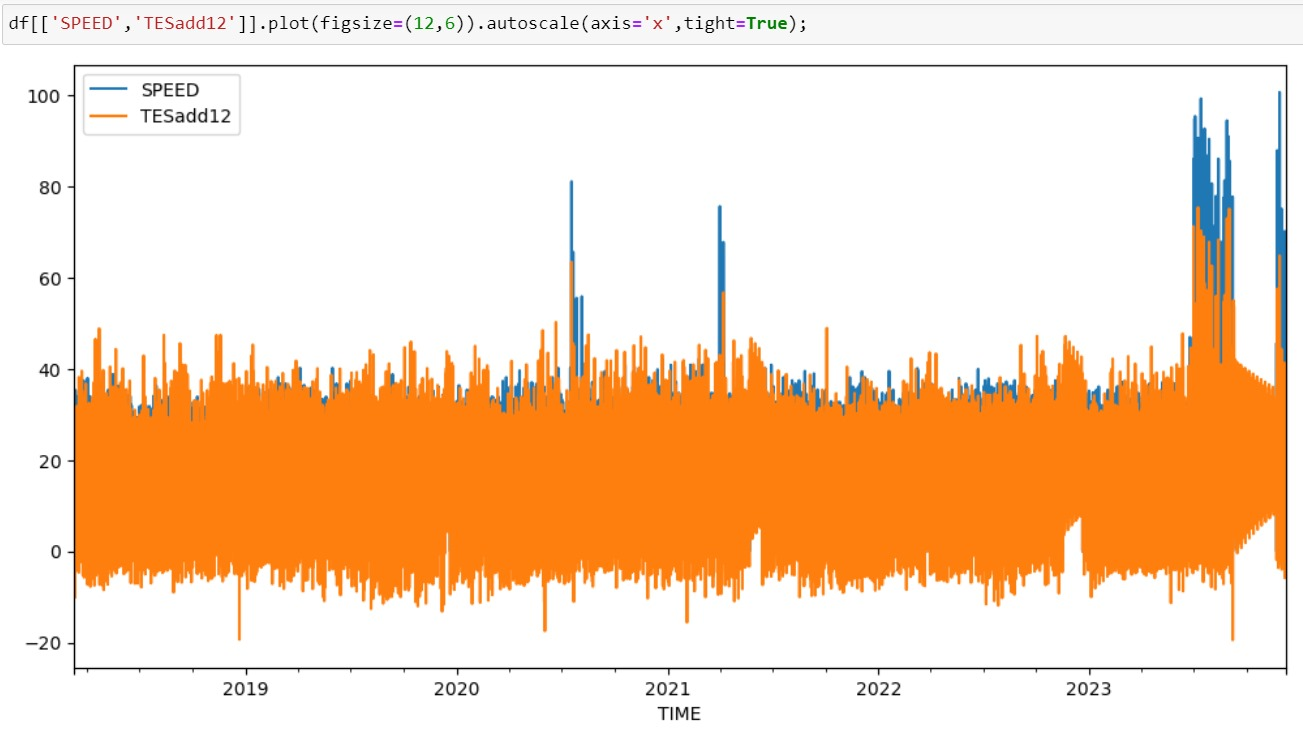 df[['SPEED','TESadd12']].plot(figsize=(12,6)).autoscale(axis='x',tight=True);
SPEED
TESadd12
100
80
60
40
20
0
−20
2019 2020 2021 2022 2023
TIME